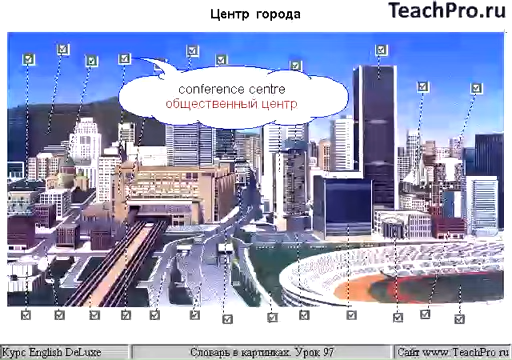 Центр города
TeachPro.ru
conference centre
общественный центр
Курс English DeLuxe
Словарь в картинках. Урок 97
Сайт www.TeachPro.ru